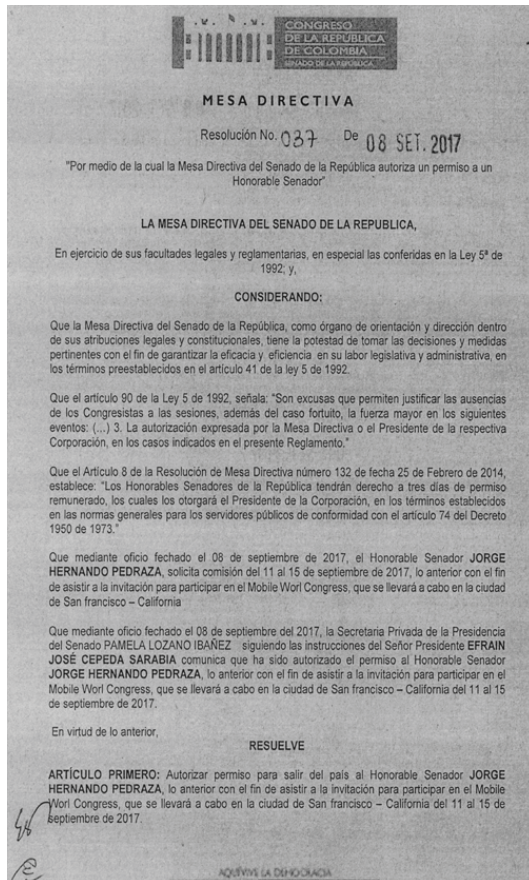 CONGRESO
DE LA REPÚBLICA
DE COLOMBIA
SENADO DE LA REPÚBLICA
MESA DIRECTIVA
Resolución No. 037 De 08 SET. 2017
"Por medio de la cual la Mesa Directiva del Senado de la República autoriza un permiso a un
Honorable Senador"
LA MESA DIRECTIVA DEL SENADO DE LA REPUBLICA,
En ejercicio de sus facultades legales y reglamentarias, en especial las conferidas en la Ley 5ª de
1992; y,
CONSIDERANDO:
Que la Mesa Directiva del Senado de la República, como órgano de orientación y dirección dentro
de sus atribuciones legales y constitucionales, tiene la potestad de tomar las decisiones y medidas
pertinentes con el fin de garantizar la eficacia y eficiencia en su labor legislativa y administrativa, en
los términos preestablecidos en el artículo 41 de la ley 5 de 1992.
Que el artículo 90 de la Ley 5 de 1992, señala: "Son excusas que permiten justificar las ausencias
de los Congresistas a las sesiones, además del caso fortuito, la fuerza mayor en los siguientes
eventos: (...) 3. La autorización expresada por la Mesa Directiva o el Presidente de la respectiva
Corporación, en los casos indicados en el presente Reglamento."
Que el Artículo 8 de la Resolución de Mesa Directiva número 132 de fecha 25 de Febrero de 2014,
establece: "Los Honorables Senadores de la República tendrán derecho a tres días de permiso
remunerado, los cuales los otorgará el Presidente de la Corporación, en los términos establecidos
en las normas generales para los servidores públicos de conformidad con el artículo 74 del Decreto
1950 de 1973."
Que mediante oficio fechado el 08 de septiembre de 2017, el Honorable Senador JORGE
HERNANDO PEDRAZA, solicita comisión del 11 al 15 de septiembre de 2017, lo anterior con el fin
de asistir a la invitación para participar en el Mobile Worl Congress, que se llevará a cabo en la ciudad
de San francisco – California
Que mediante oficio fechado el 08 de septiembre del 2017, la Secretaria Privada de la Presidencia
del Senado PAMELA LOZANO IBAÑEZ siguiendo las instrucciones del Señor Presidente EFRAIN
JOSÉ CEPEDA SARABIA comunica que ha sido autorizado el permiso al Honorable Senador
JORGE HERNANDO PEDRAZA, lo anterior con el fin de asistir a la invitación para participar en el
Mobile Worl Congress, que se llevará a cabo en la ciudad de San francisco – California del 11 al 15
de septiembre de 2017.
En virtud de lo anterior,
RESUELVE
ARTÍCULO PRIMERO: Autorizar permiso para salir del país al Honorable Senador JORGE
HERNANDO PEDRAZA, lo anterior con el fin de asistir a la invitación para participar en el Mobile
Worl Congress, que se llevará a cabo en la ciudad de San francisco – California del 11 al 15 de
septiembre de 2017.
AQUÍ VIVE LA DEMOCRACIA